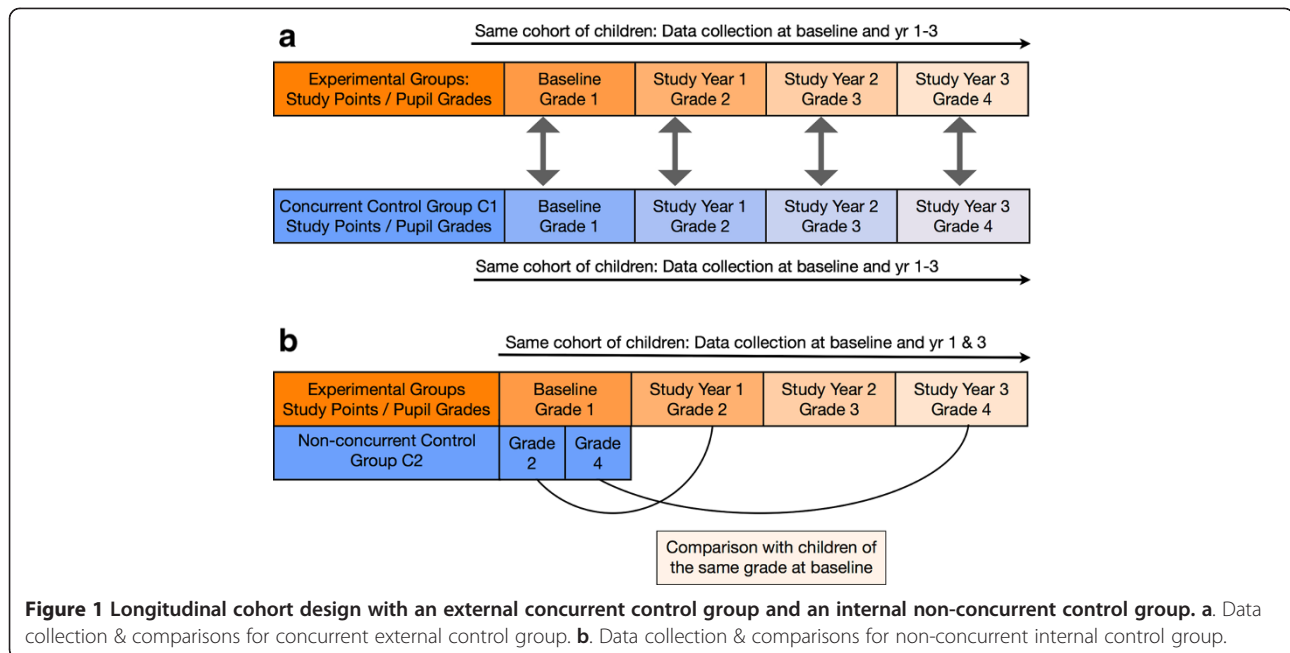 a
Same cohort of children: Data collection at baseline and yr 1-3
Experimental Groups:
Study Points / Pupil Grades
Baseline
Grade 1
Study Year 1
Grade 2
Study Year 2
Grade 3
Study Year 3
Grade 4
Concurrent Control Group C1
Study Points / Pupil Grades
Baseline
Grade 1
Study Year 1
Grade 2
Study Year 2
Grade 3
Study Year 3
Grade 4
Same cohort of children: Data collection at baseline and yr 1-3
b
Same cohort of children: Data collection at baseline and yr 1 & 3
Experimental Groups
Study Points / Pupil Grades
Baseline
Grade 1
Study Year 1
Grade 2
Study Year 2
Grade 3
Study Year 3
Grade 4
Non-concurrent Control
Group C2
Grade
2
Grade
4
Comparison with children of
the same grade at baseline
Figure 1 Longitudinal cohort design with an external concurrent control group and an internal non-concurrent control group. a. Data
collection & comparisons for concurrent external control group. b. Data collection & comparisons for non-concurrent internal control group.